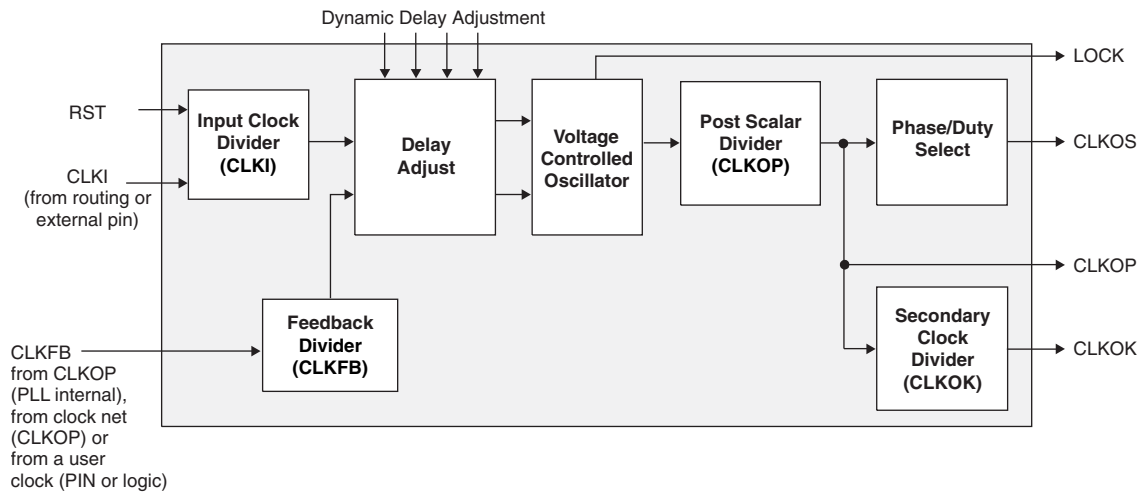 Dynamic Delay Adjustment
LOCK
RST
Input Clock
Divider
(CLKI)
Delay
Adjust
Voltage
Controlled
Oscillator
Post Scalar
Divider
(CLKOP)
Phase/Duty
Select
CLKOS
CLKI
(from routing or
external pin)
CLKOP
Feedback
Divider
(CLKFB)
Secondary
Clock
Divider
(CLKOK)
CLKOK
CLKFB
from CLKOP
(PLL internal),
from clock net
(CLKOP) or
from a user
clock (PIN or logic)